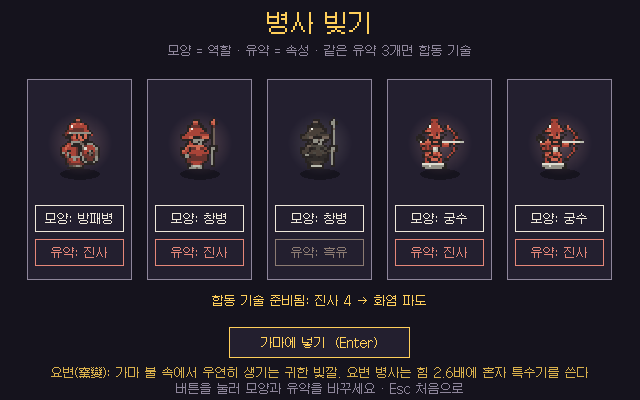 병사 빚기
모양 = 역할 · 유약 = 속성 · 같은 유약 3개면 합동 기술
모양: 방패병
모양: 창병
모양: 창병
모양: 궁수
모양: 궁수
유약: 진사
유약: 진사
유약: 흑유
유약: 진사
유약: 진사
합동 기술 준비됨: 진사 4 → 화염 파도
가마에 넣기 (Enter)
요변(窯變): 가마 불 속에서 우연히 생기는 귀한 빛깔. 요변 병사는 힘 2.6배에 혼자 특수기를 쓴다
버튼을 눌러 모양과 유약을 바꾸세요 · Esc 처음으로